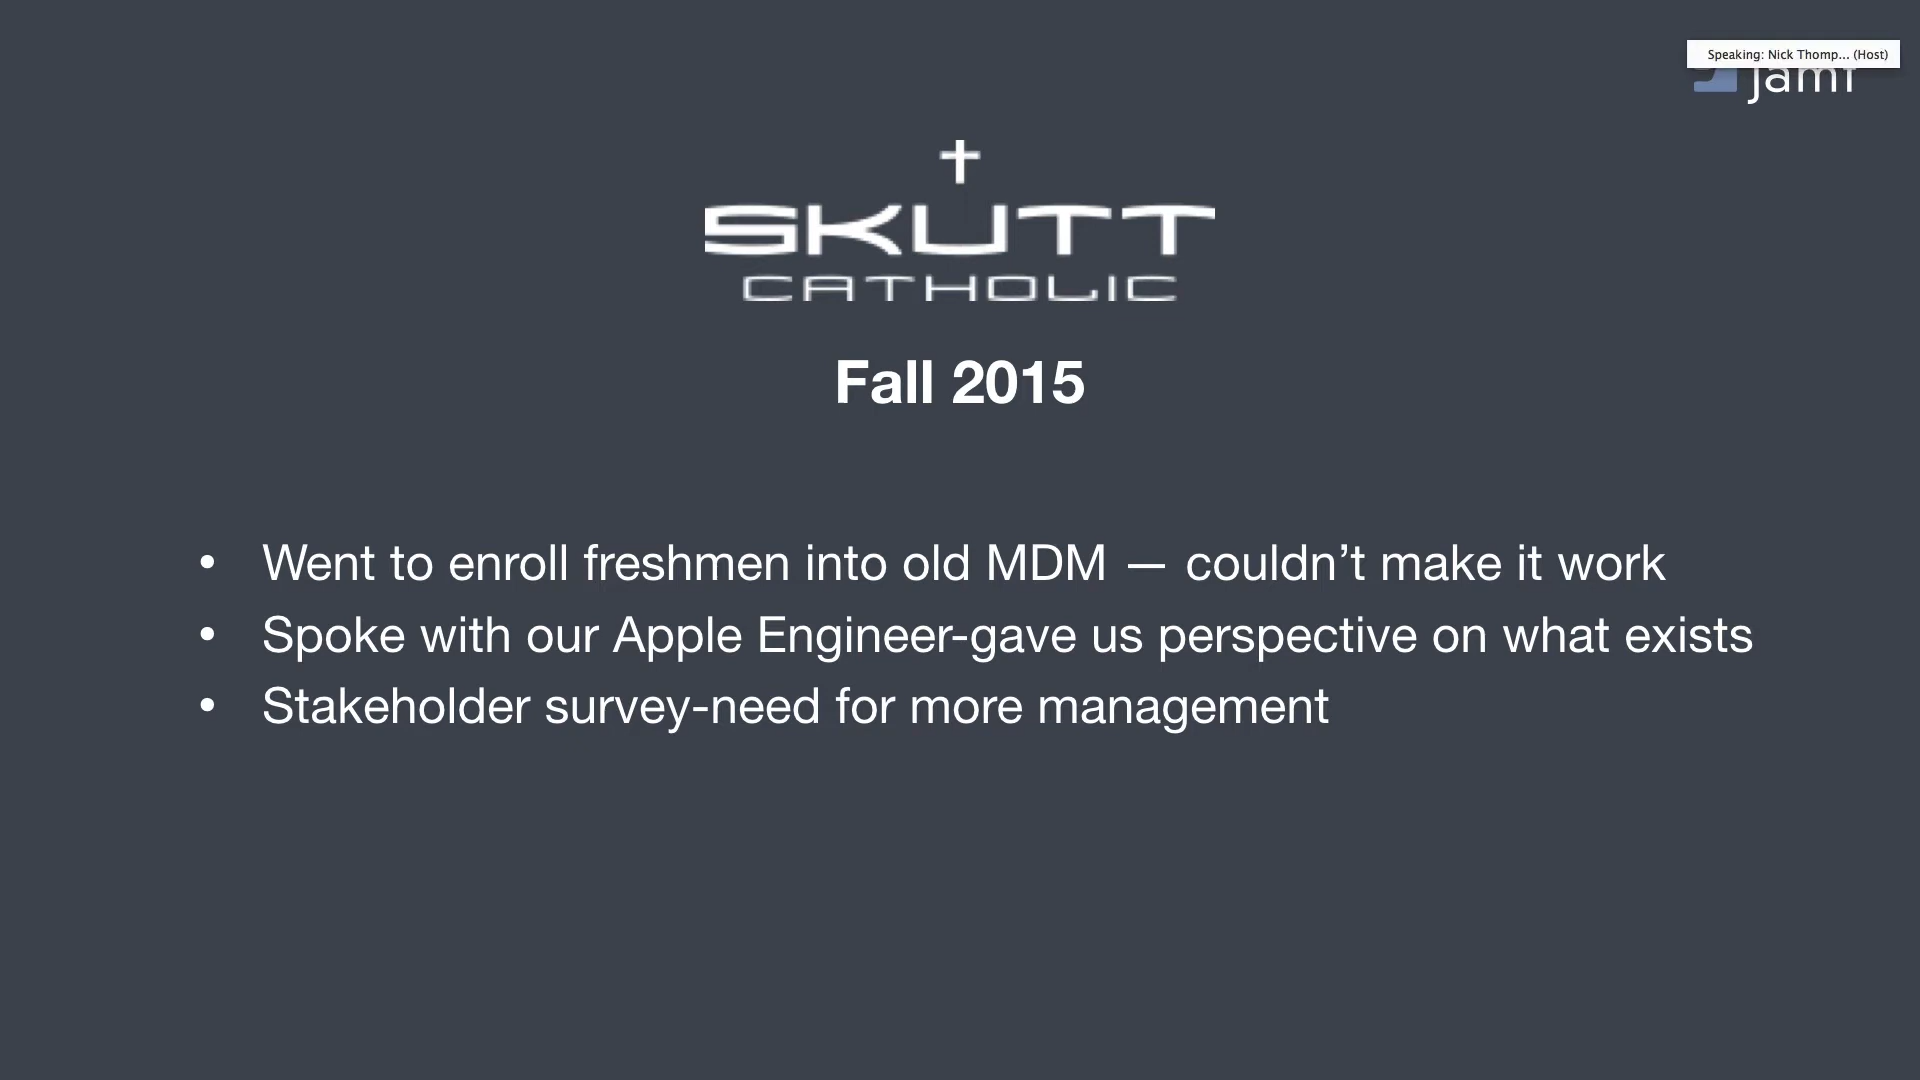 Speaking: Nick Thomp... (Host)
jamf
SKUTT
CATHOLIC
Fall 2015
• Went to enroll freshmen into old MDM — couldn’t make it work
• Spoke with our Apple Engineer-gave us perspective on what exists
• Stakeholder survey-need for more management